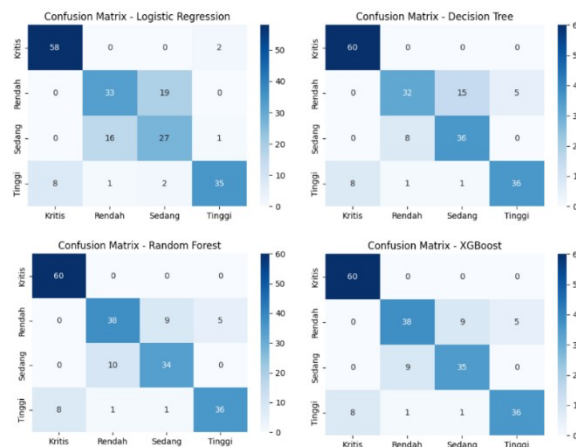 Confusion Matrix - Logistic Regression
Kritis 58 0 0 2
Rendah 0 33 19 0
Sedang 0 16 27 1
Tinggi 8 1 2 35
Kritis Rendah Sedang Tinggi
50
40
30
20
10
0
Confusion Matrix - Decision Tree
Kritis 60 0 0 0
Rendah 0 32 15 5
Sedang 0 8 36 0
Tinggi 8 1 1 36
Kritis Rendah Sedang Tinggi
Confusion Matrix - Random Forest
Kritis 60 0 0 0
Rendah 0 38 9 5
Sedang 0 10 34 0
Tinggi 8 1 1 36
Kritis Rendah Sedang Tinggi
60
50
40
30
20
10
0
Confusion Matrix - XGBoost
Kritis 60 0 0 0
Rendah 0 38 9 5
Sedang 0 9 35 0
Tinggi 8 1 1 36
Kritis Rendah Sedang Tinggi